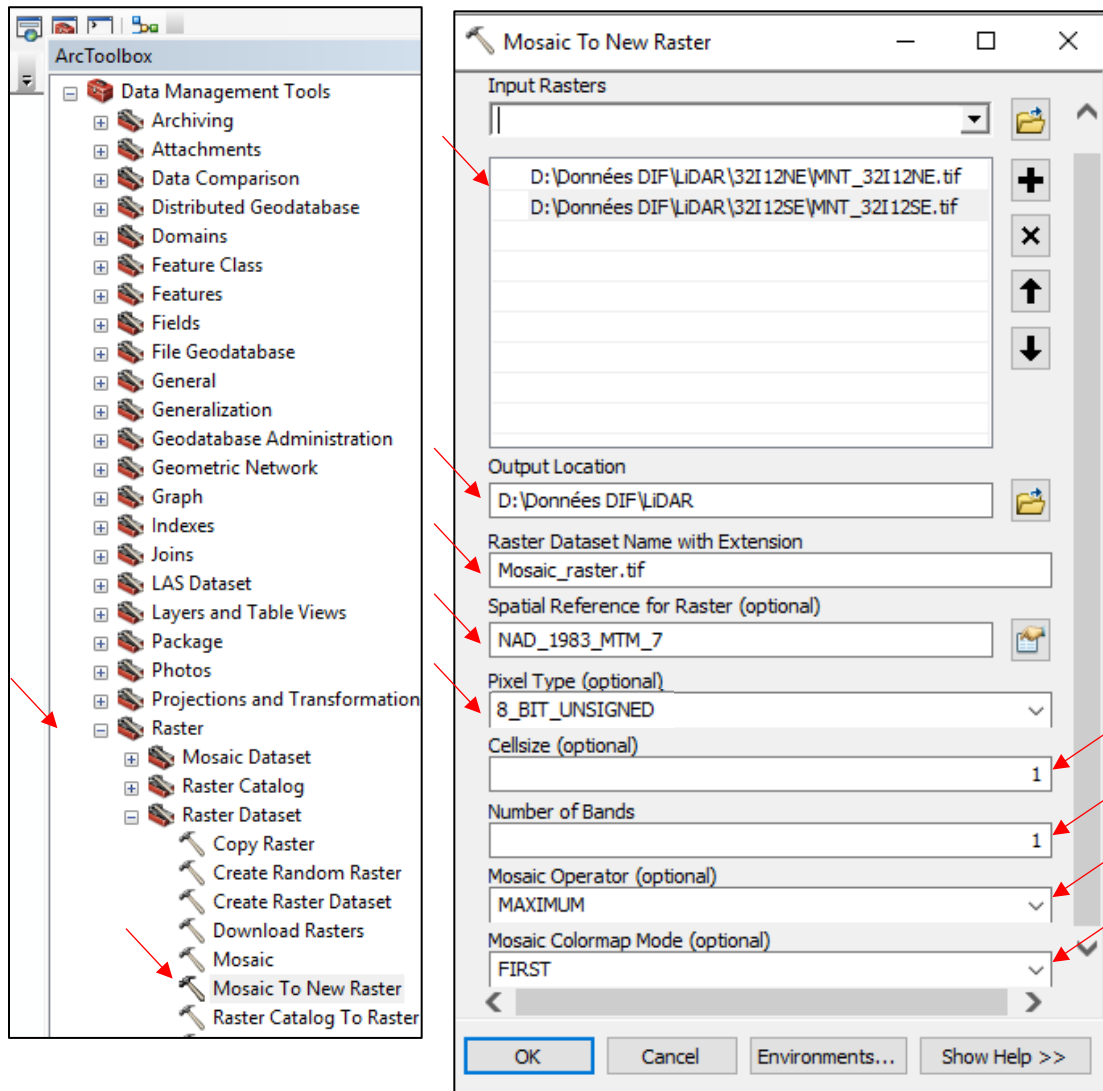 ArcToolbox
Data Management Tools
Archiving
Attachments
Data Comparison
Distributed Geodatabase
Domains
Feature Class
Features
Fields
File Geodatabase
General
Generalization
Geodatabase Administration
Geometric Network
Graph
Indexes
Joins
LAS Dataset
Layers and Table Views
Package
Photos
Projections and Transformation
Raster
Mosaic Dataset
Raster Catalog
Raster Dataset
Copy Raster
Create Random Raster
Create Raster Dataset
Download Rasters
Mosaic
Mosaic To New Raster
Raster Catalog To Raster
Mosaic To New Raster
Input Rasters
D:\Données DIF\LiDAR\32I12NE\MNT_32I12NE.tif
D:\Données DIF\LiDAR\32I12SE\MNT_32I12SE.tif
Output Location
D:\Données DIF\LiDAR
Raster Dataset Name with Extension
Mosaic_raster.tif
Spatial Reference for Raster (optional)
NAD_1983_MTM_7
Pixel Type (optional)
8_BIT_UNSIGNED
Cellsize (optional)
1
Number of Bands
1
Mosaic Operator (optional)
MAXIMUM
Mosaic Colormap Mode (optional)
FIRST
OK Cancel Environments... Show Help >>